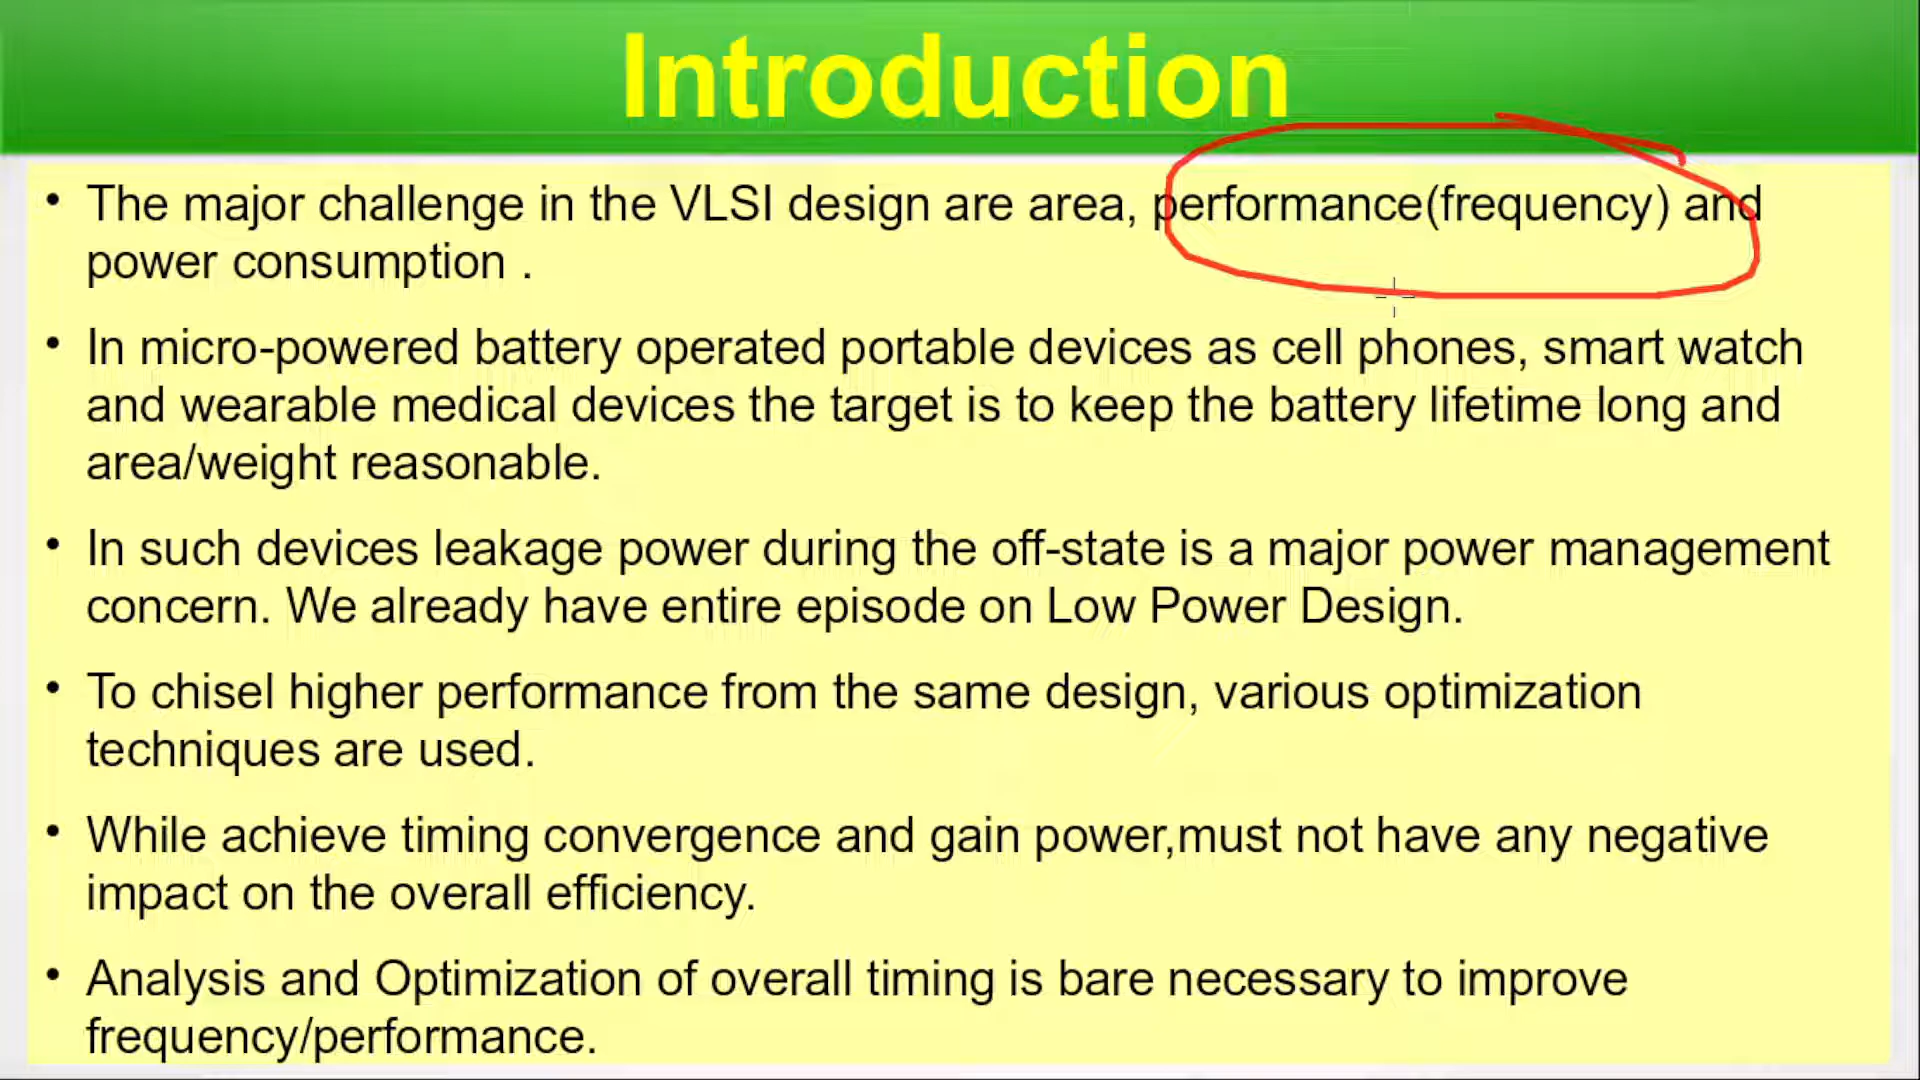 Introduction
• The major challenge in the VLSI design are area, performance(frequency) and
power consumption .
• In micro-powered battery operated portable devices as cell phones, smart watch
and wearable medical devices the target is to keep the battery lifetime long and
area/weight reasonable.
• In such devices leakage power during the off-state is a major power management
concern. We already have entire episode on Low Power Design.
• To chisel higher performance from the same design, various optimization
techniques are used.
• While achieve timing convergence and gain power,must not have any negative
impact on the overall efficiency.
• Analysis and Optimization of overall timing is bare necessary to improve
frequency/performance.